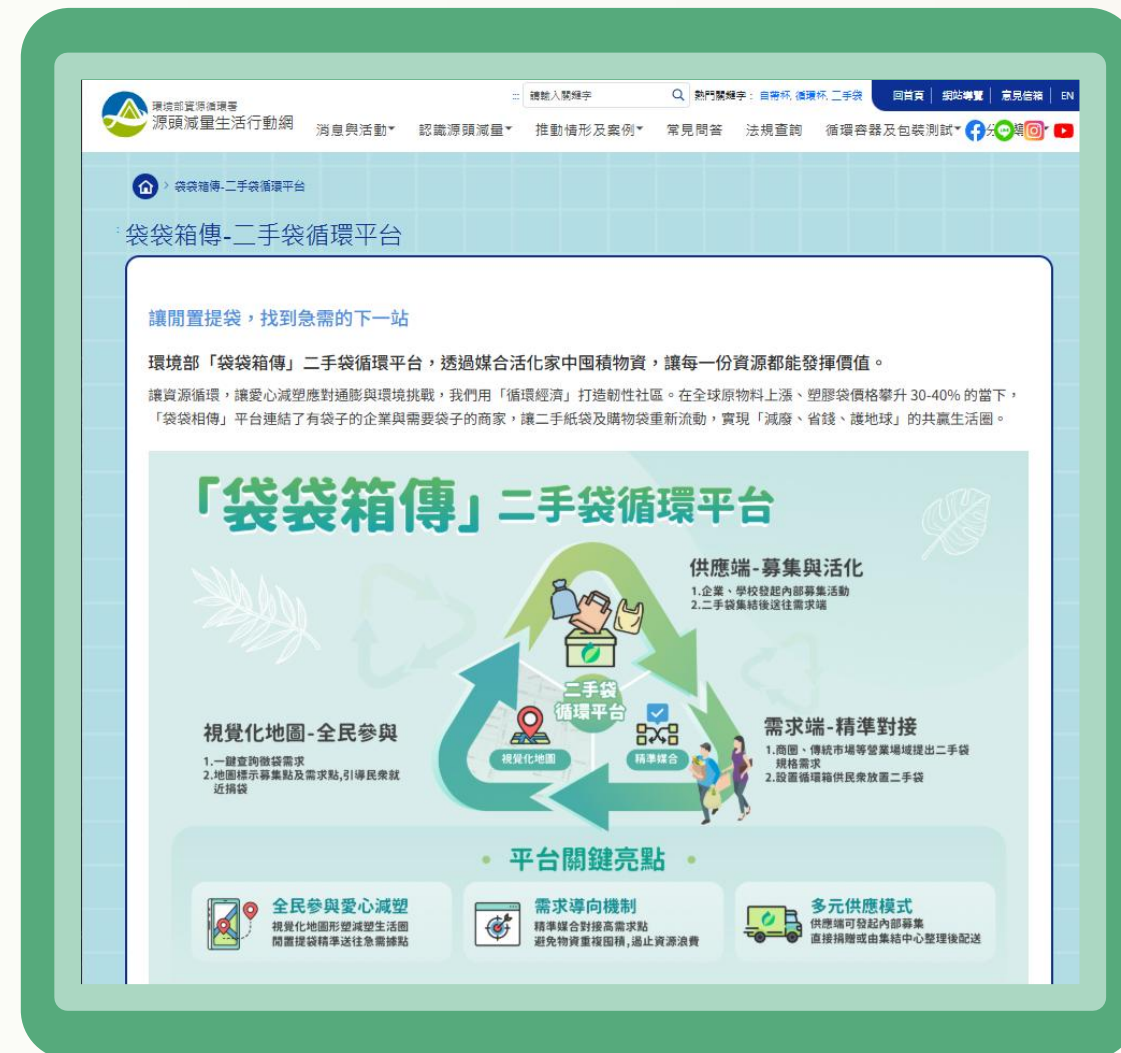 環境部資源循環署
源頭減量生活行動網
:::
請輸入關鍵字
熱門關鍵字： 自帶杯, 循環杯, 二手袋
回首頁 | 網站導覽 | 意見信箱 | EN
消息與活動 認識源頭減量 推動情形及案例 常見問答 法規查詢 循環容器及包裝測試
袋袋箱傳-二手袋循環平台
袋袋箱傳-二手袋循環平台
讓閒置提袋，找到急需的下一站
環境部「袋袋箱傳」二手袋循環平台，透過媒合活化家中囤積物資，讓每一份資源都能發揮價值。
讓資源循環，讓愛心減塑應對通膨與環境挑戰，我們用「循環經濟」打造韌性社區。在全球原物料上漲、塑膠袋價格攀升 30-40% 的當下，
「袋袋相傳」平台連結了有袋子的企業與需要袋子的商家，讓二手紙袋及購物袋重新流動，實現「減廢、省錢、護地球」的共贏生活圈。
「袋袋箱傳」二手袋循環平台
供應端-募集與活化
1.企業、學校發起內部募集活動
2.二手袋集結後送往需求端
二手袋
循環平台
視覺化地圖
精準媒合
視覺化地圖-全民參與
1.一鍵查詢徵袋需求
2.地圖標示募集點及需求點,引導民衆就
近捐袋
需求端-精準對接
1.商圈、傳統市場等營業場域提出二手袋
規格需求
2.設置循環箱供民衆放置二手袋
• 平台關鍵亮點 •
全民參與愛心減塑
視覺化地圖形塑減塑生活圈
閒置提袋精準送往急需據點
需求導向機制
精準媒合對接高需求點
避免物資重複囤積,遏止資源浪費
多元供應模式
供應端可發起內部募集
直接捐贈或由集結中心整理後配送